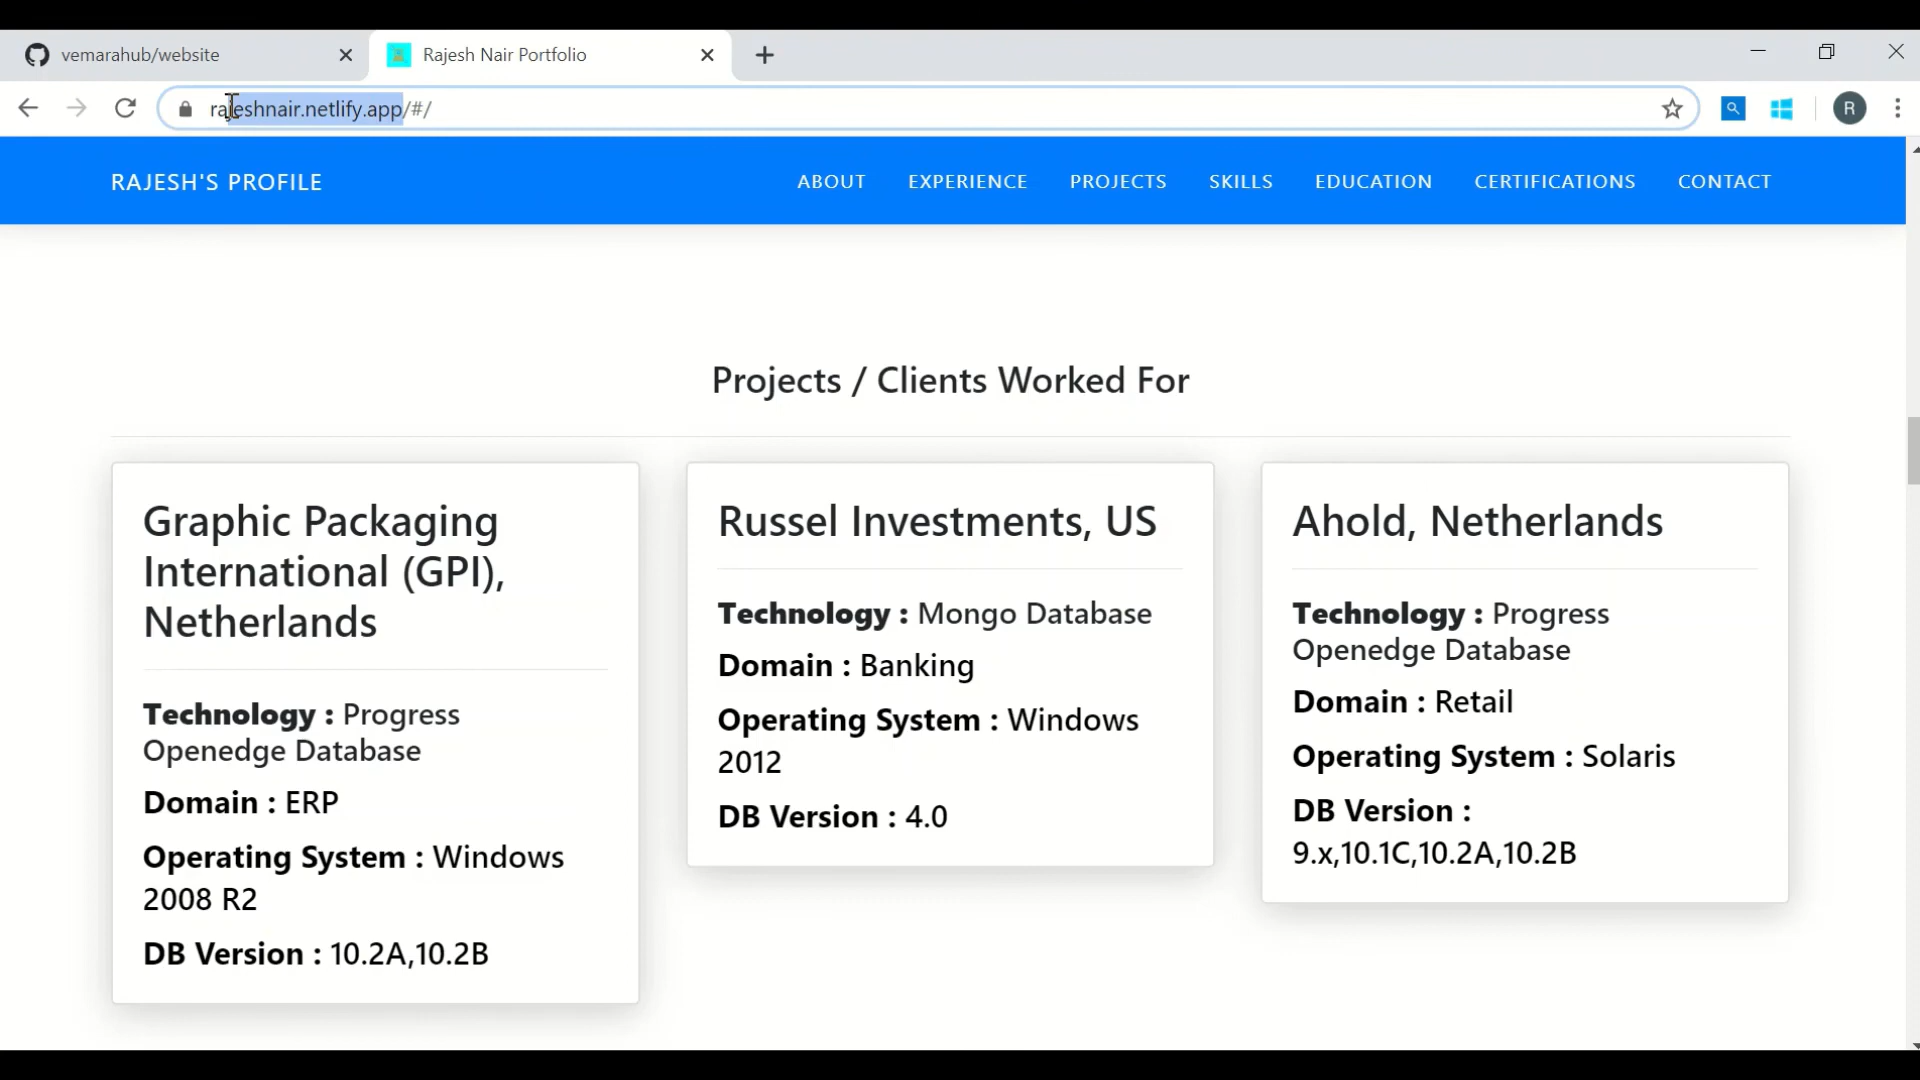 vemarahub/website
Rajesh Nair Portfolio
rajeshnair.netlify.app/#/
R
RAJESH'S PROFILE
ABOUT
EXPERIENCE
PROJECTS
SKILLS
EDUCATION
CERTIFICATIONS
CONTACT
Projects / Clients Worked For
Graphic Packaging
International (GPI),
Netherlands
Technology : Progress
Openedge Database
Domain : ERP
Operating System : Windows
2008 R2
DB Version : 10.2A,10.2B
Russel Investments, US
Technology : Mongo Database
Domain : Banking
Operating System : Windows
2012
DB Version : 4.0
Ahold, Netherlands
Technology : Progress
Openedge Database
Domain : Retail
Operating System : Solaris
DB Version :
9.x,10.1C,10.2A,10.2B